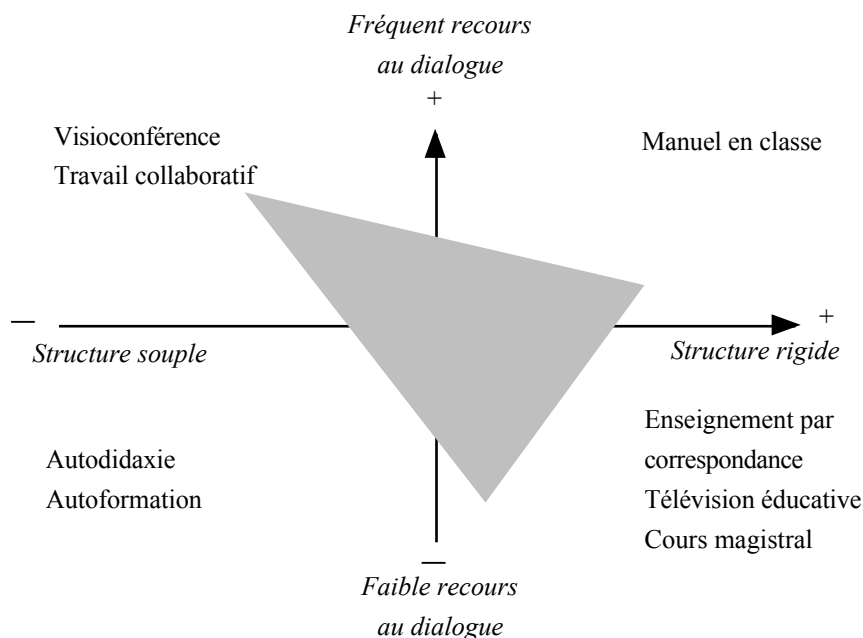 Fréquent recours
au dialogue
+
Visioconférence
Travail collaboratif
Manuel en classe
— +
Structure souple
Structure rigide
Autodidaxie
Autoformation
Enseignement par
correspondance
Télévision éducative
Cours magistral
—
Faible recours
au dialogue